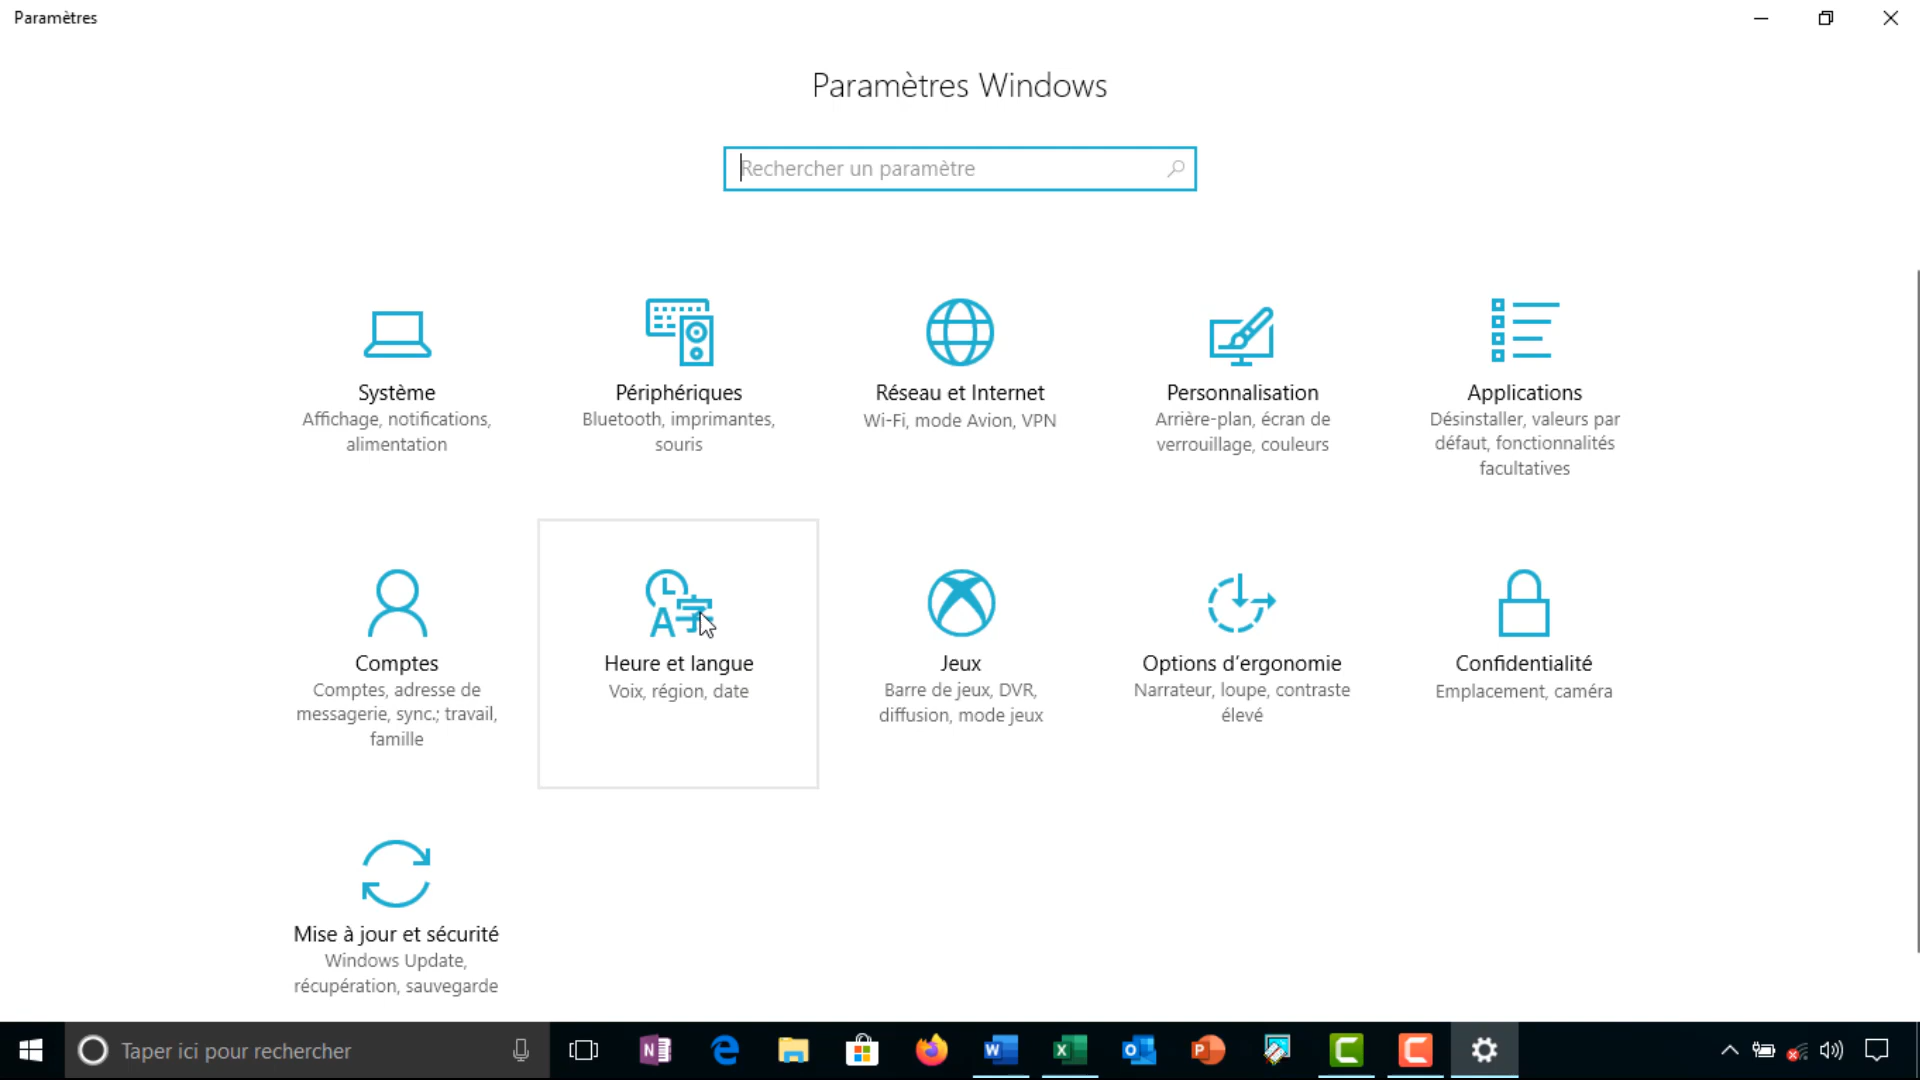 Paramètres
Paramètres Windows
Rechercher un paramètre
Système
Affichage, notifications,
alimentation
Périphériques
Bluetooth, imprimantes,
souris
Réseau et Internet
Wi-Fi, mode Avion, VPN
Personnalisation
Arrière-plan, écran de
verrouillage, couleurs
Applications
Désinstaller, valeurs par
défaut, fonctionnalités
facultatives
Comptes
Comptes, adresse de
messagerie, sync.; travail,
famille
Heure et langue
Voix, région, date
Jeux
Barre de jeux, DVR,
diffusion, mode jeux
Options d’ergonomie
Narrateur, loupe, contraste
élevé
Confidentialité
Emplacement, caméra
Mise à jour et sécurité
Windows Update,
récupération, sauvegarde
Taper ici pour rechercher